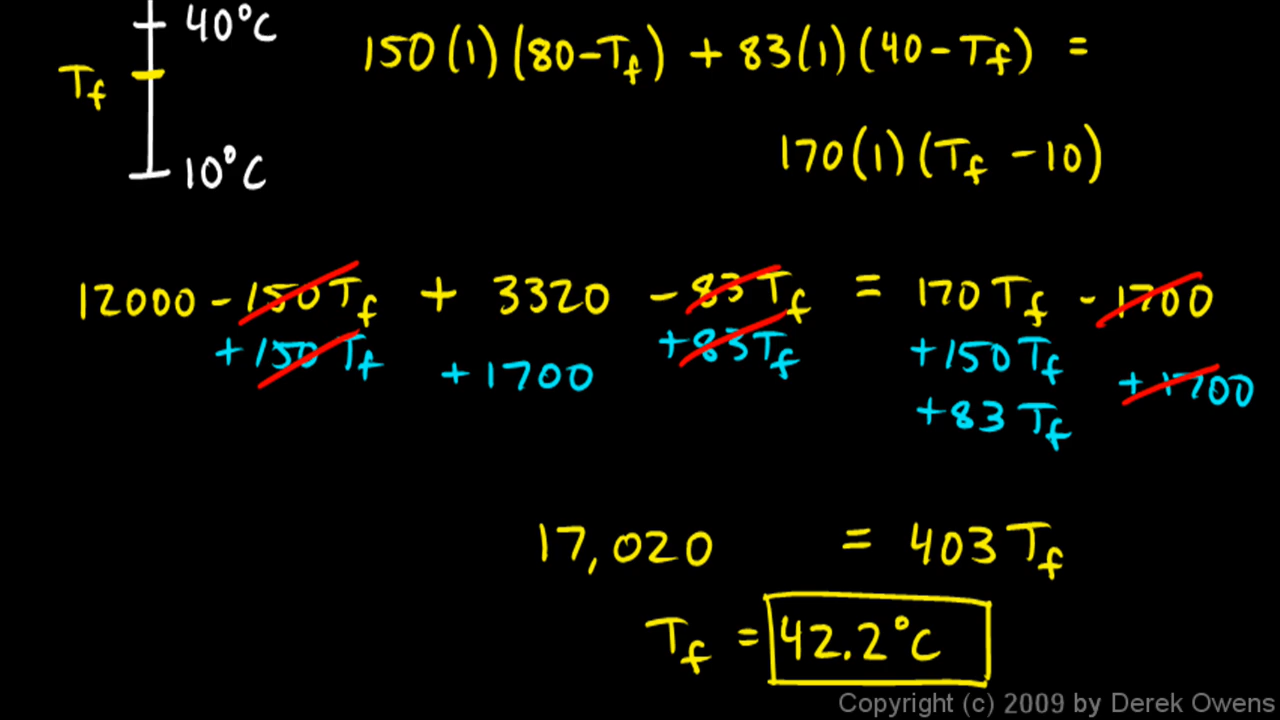 40°C
150(1)(80-Tf) + 83(1)(40-Tf) =
Tf
170(1)(Tf -10)
10°C
12000 - 150Tf + 3320 - 83Tf = 170Tf - 1700
+150Tf +1700 +83Tf +150Tf +1700
+83Tf
17,020 = 403Tf
Tf = 42.2°C
Copyright (c) 2009 by Derek Owens